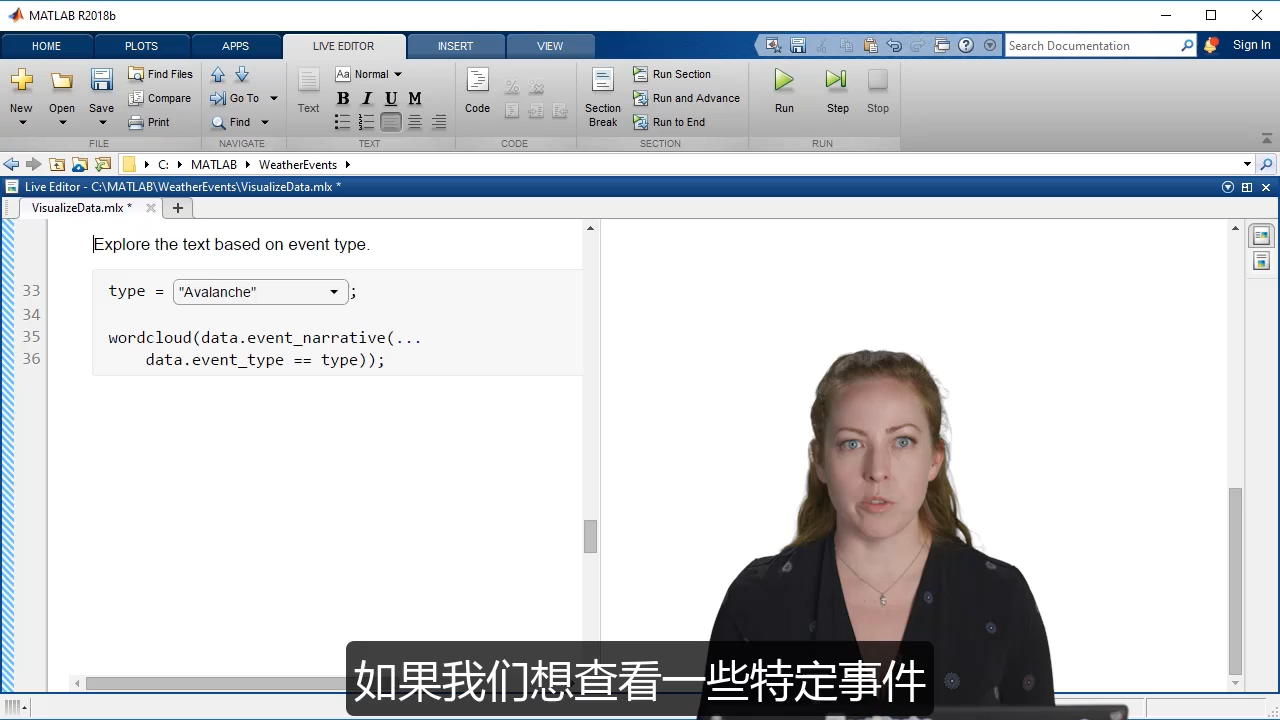 MATLAB R2018b
HOME PLOTS APPS LIVE EDITOR INSERT VIEW Search Documentation Sign In
New Open Save Find Files Compare Print
FILE
Go To Find
NAVIGATE
Text Normal B I U M
TEXT
Code
CODE
Section Break Run Section Run and Advance Run to End
SECTION
Run Step Stop
RUN
C: MATLAB WeatherEvents
Live Editor - C:\MATLAB\WeatherEvents\VisualizeData.mlx *
VisualizeData.mlx *
Explore the text based on event type.
33 type = "Avalanche" ;
34
35 wordcloud(data.event_narrative(...
36 data.event_type == type));
如果我们想查看一些特定事件